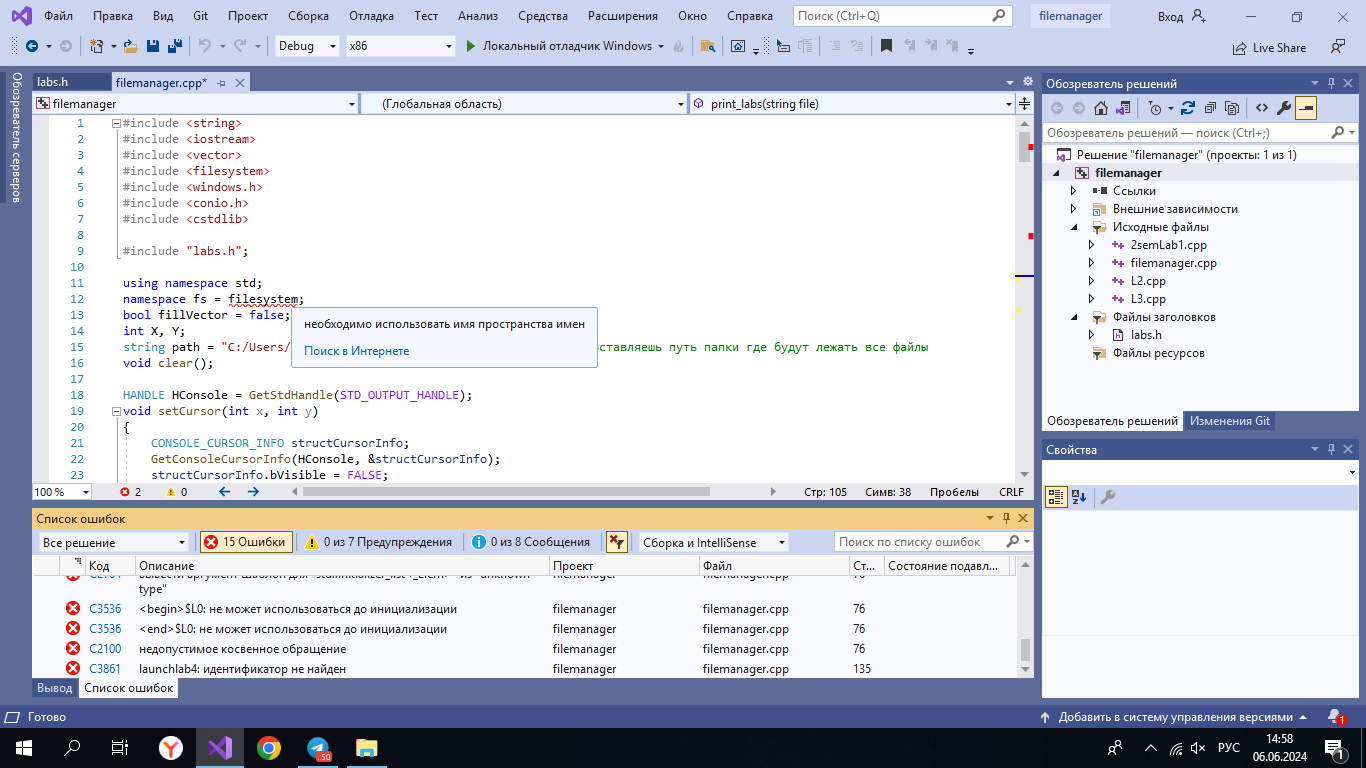 Файл Правка Вид Git Проект Сборка Отладка Тест Анализ Средства Расширения Окно Справка Поиск (Ctrl+Q) filemanager Вход
Debug x86 Локальный отладчик Windows Live Share
Обозреватель серверов
labs.h filemanager.cpp*
filemanager (Глобальная область) print_labs(string file)
1 #include <string>
2 #include <iostream>
3 #include <vector>
4 #include <filesystem>
5 #include <windows.h>
6 #include <conio.h>
7 #include <cstdlib>
8
9 #include "labs.h";
10
11 using namespace std;
12 namespace fs = filesystem;
13 bool fillVector = false;
14 int X, Y;
15 string path = "C:/Users/ ставляешь путь папки где будут лежать все файлы
16 void clear();
17
18 HANDLE HConsole = GetStdHandle(STD_OUTPUT_HANDLE);
19 void setCursor(int x, int y)
20 {
21 CONSOLE_CURSOR_INFO structCursorInfo;
22 GetConsoleCursorInfo(HConsole, &structCursorInfo);
23 structCursorInfo.bVisible = FALSE;
необходимо использовать имя пространства имен
Поиск в Интернете
100 % 2 0 Стр: 105 Симв: 38 Пробелы CRLF
Список ошибок
Все решение 15 Ошибки 0 из 7 Предупреждения 0 из 8 Сообщения Сборка и IntelliSense Поиск по списку ошибок
Код Описание Проект Файл Ст... Состояние подавл...
type"
<begin>$L0: не может использоваться до инициализации
C3536 filemanager filemanager.cpp 76
C3536 <end>$L0: не может использоваться до инициализации filemanager filemanager.cpp 76
C2100 недопустимое косвенное обращение filemanager filemanager.cpp 76
C3861 launchlab4: идентификатор не найден filemanager filemanager.cpp 135
Вывод Список ошибок
Обозреватель решений
Обозреватель решений — поиск (Ctrl+;)
Решение "filemanager" (проекты: 1 из 1)
filemanager
Ссылки
Внешние зависимости
Исходные файлы
2semLab1.cpp
filemanager.cpp
L2.cpp
L3.cpp
Файлы заголовков
labs.h
Файлы ресурсов
Обозреватель решений Изменения Git
Свойства
Готово Добавить в систему управления версиями 1
50 РУС 14:58
06.06.2024 1